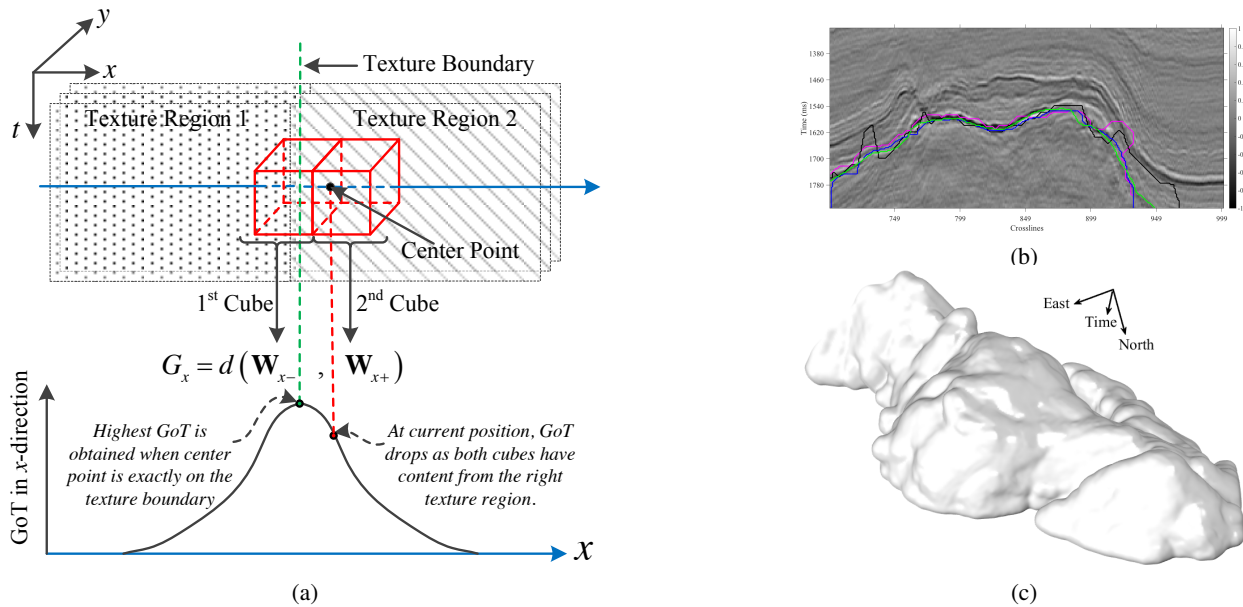 y
x
t
Texture Boundary
Texture Region 1
Texture Region 2
Center Point
1st Cube
2nd Cube
G_x = d ( W_{x−} , W_{x+} )
GoT in x-direction
Highest GoT is
obtained when center
point is exactly on the
texture boundary
At current position, GoT
drops as both cubes have
content from the right
texture region.
x
(a)
Time (ms)
1380
1460
1540
1620
1700
1780
749
799
849
899
949
999
Crosslines
(b)
East
Time
North
(c)